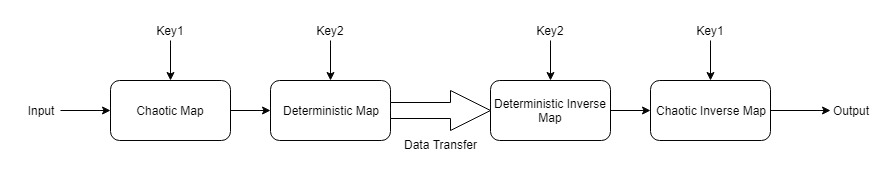 Key1
Key2
Key2
Key1
Input
Chaotic Map
Deterministic Map
Deterministic Inverse
Map
Chaotic Inverse Map
Output
Data Transfer